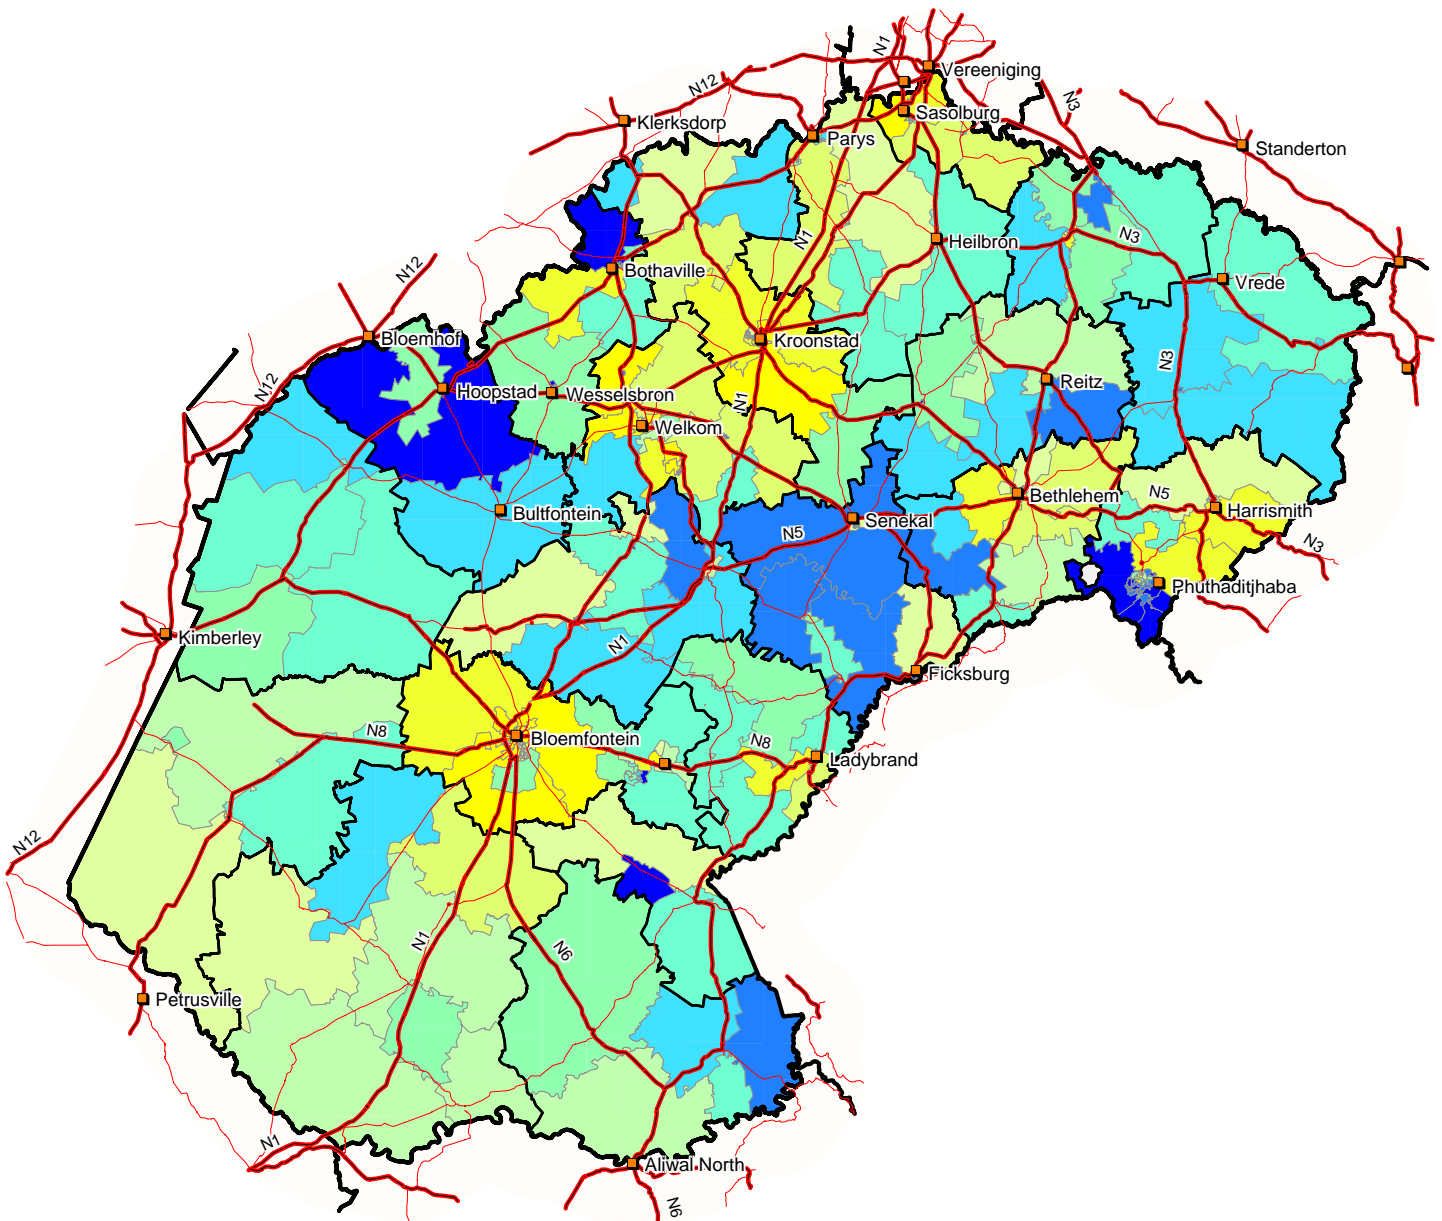 N1
Vereeniging
N12
N3
Sasolburg
Klerksdorp
Parys
Standerton
N1
Heilbron
N3
N12
Bothaville
Vrede
Bloemhof
Kroonstad
N3
N12
Hoopstad
Wesselsbron
Reitz
N1
Welkom
Bethlehem
N5
Bultfontein
Senekal
Harrismith
N5
N3
Phuthaditjhaba
Kimberley
N1
Ficksburg
N8
Bloemfontein
N8
Ladybrand
N12
N1
N6
Petrusville
N1
Aliwal North
N6